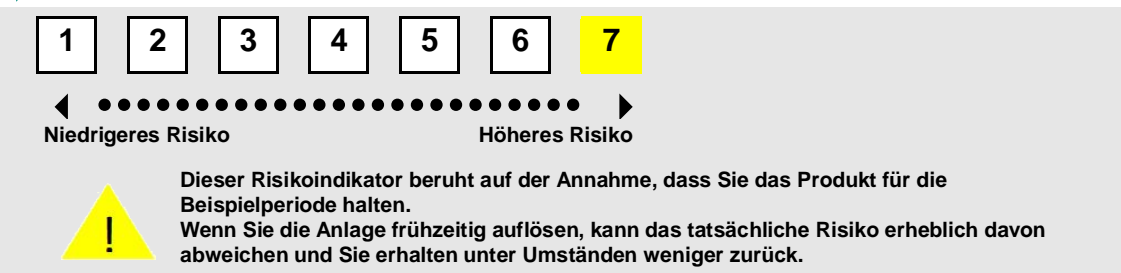 1 2 3 4 5 6 7
Niedrigeres Risiko Höheres Risiko
Dieser Risikoindikator beruht auf der Annahme, dass Sie das Produkt für die
Beispielperiode halten.
! Wenn Sie die Anlage frühzeitig auflösen, kann das tatsächliche Risiko erheblich davon
abweichen und Sie erhalten unter Umständen weniger zurück.